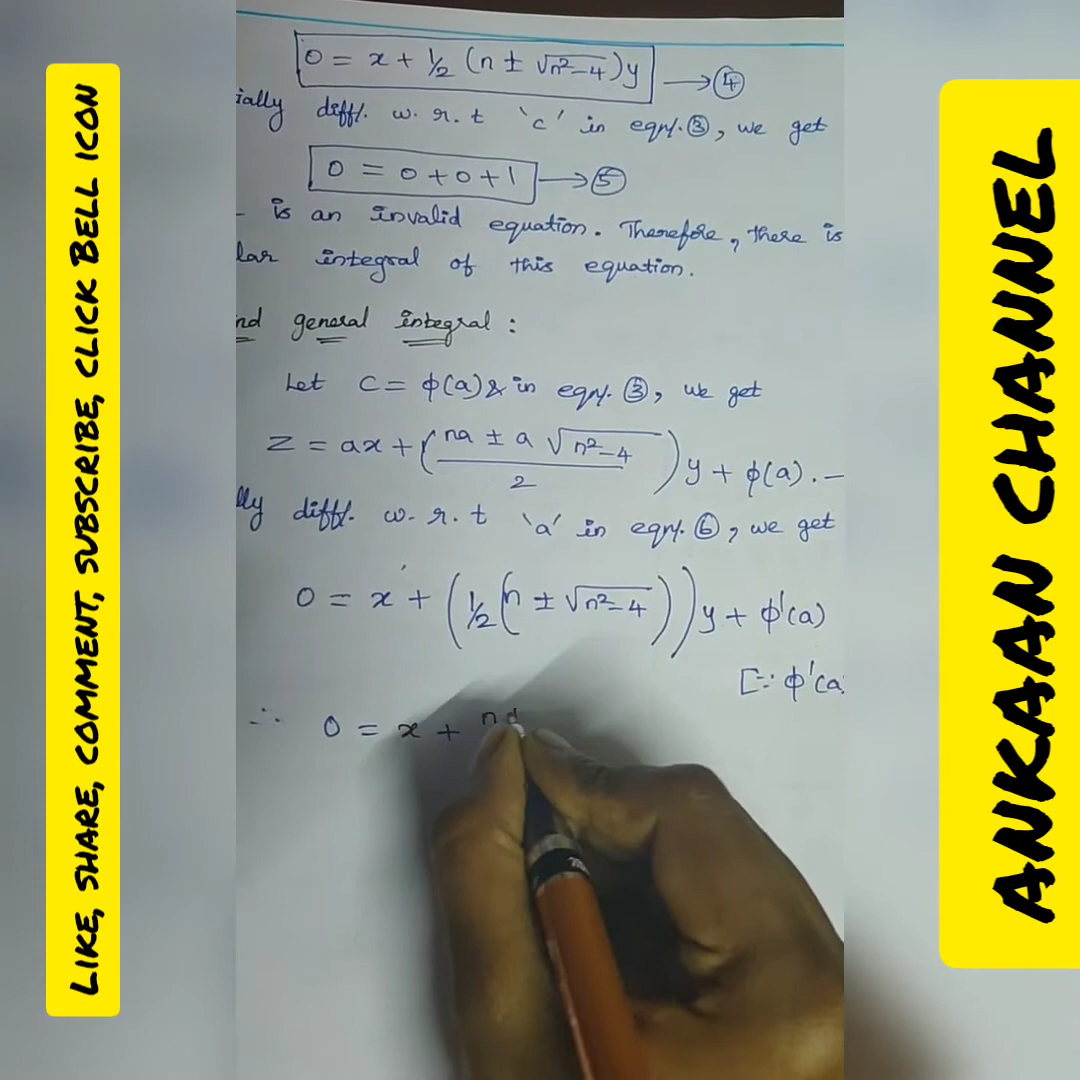 LIKE, SHARE, COMMENT, SUBSCRIBE, CLICK BELL ICON
0 = x + 1/2 (n ± √n²-4) y → ④
ially diff. w.r.t 'c' in eqn. ③, we get
0 = 0 + 0 + 1 → ⑤
is an invalid equation. Therefore, there is
lar integral of this equation.
nd general integral :
Let c = ϕ(a) & in eqn. ③, we get
z = ax + (na ± a √n²-4 / 2) y + ϕ(a). —
lly diff. w.r.t 'a' in eqn. ⑥, we get
0 = x + (1/2 (n ± √n²-4)) y + ϕ'(a)
[∵ ϕ'(a
∴ 0 = x + n
ANKAAN CHANNEL